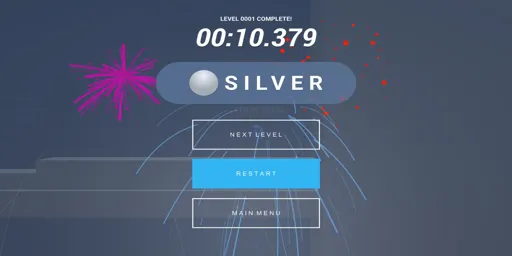 LEVEL 0001 COMPLETE!
00:10.379
SILVER
NEXT LEVEL
RESTART
MAIN MENU